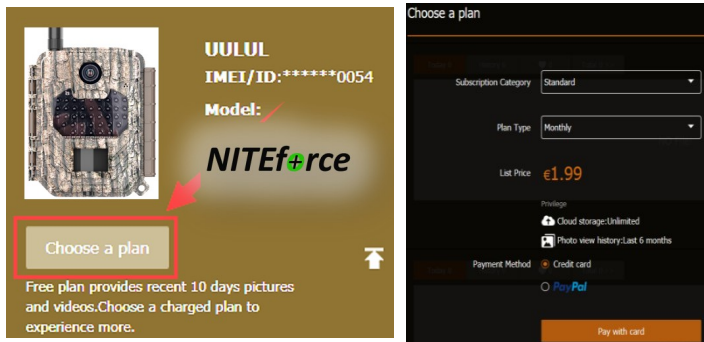 UULUL
IMEI/ID:******0054
Model:
NITEforce
Choose a plan
Free plan provides recent 10 days pictures
and videos.Choose a charged plan to
experience more.
Choose a plan
Subscription Category Standard
Plan Type Monthly
List Price €1.99
Privilege
Cloud storage:Unlimited
Photo view history:Last 6 months
Payment Method Credit card
PayPal
Pay with card